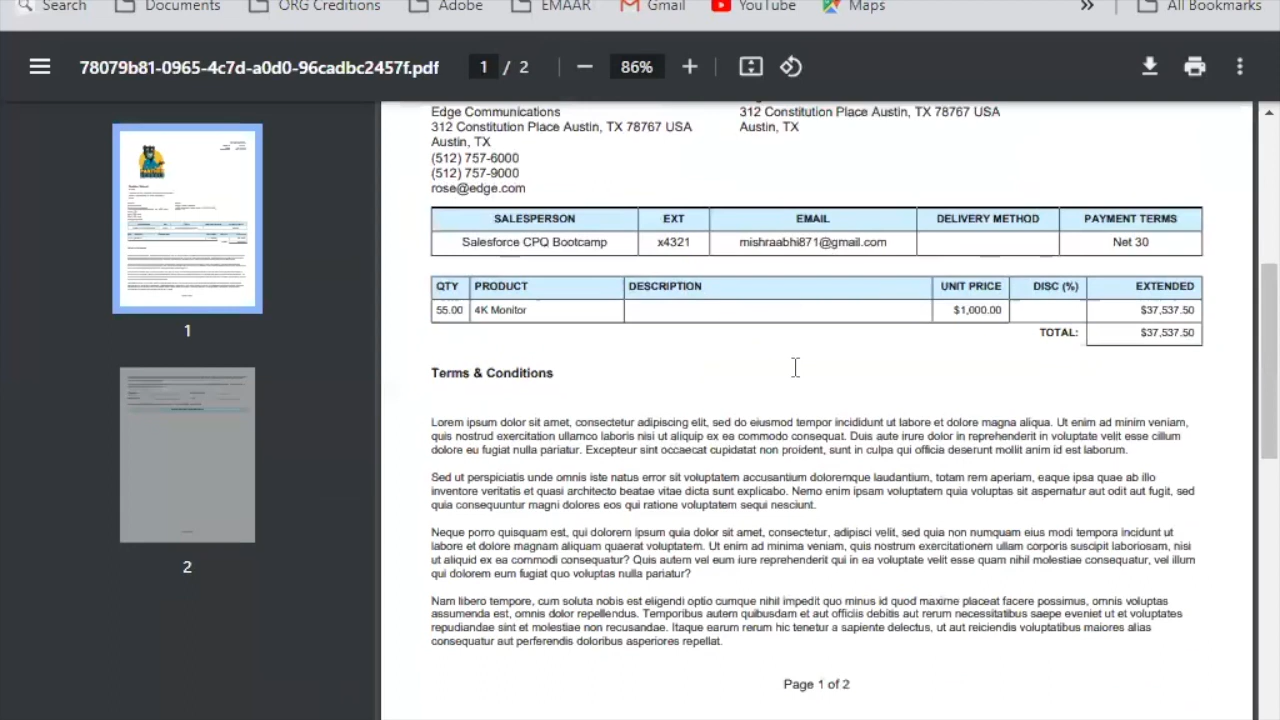 Search Documents ORG Creditions Adobe EMAAR Gmail YouTube Maps » All Bookmarks
78079b81-0965-4c7d-a0d0-96cadbc2457f.pdf 1 / 2 86%
Edge Communications 312 Constitution Place Austin, TX 78767 USA
312 Constitution Place Austin, TX 78767 USA Austin, TX
Austin, TX
(512) 757-6000
(512) 757-9000
rose@edge.com
SALESPERSON EXT EMAIL DELIVERY METHOD PAYMENT TERMS
Salesforce CPQ Bootcamp x4321 mishraabhi871@gmail.com Net 30
QTY PRODUCT DESCRIPTION UNIT PRICE DISC (%) EXTENDED
55.00 4K Monitor $1,000.00 $37,537.50
TOTAL: $37,537.50
Terms & Conditions
Lorem ipsum dolor sit amet, consectetur adipiscing elit, sed do eiusmod tempor incididunt ut labore et dolore magna aliqua. Ut enim ad minim veniam,
quis nostrud exercitation ullamco laboris nisi ut aliquip ex ea commodo consequat. Duis aute irure dolor in reprehenderit in voluptate velit esse cillum
dolore eu fugiat nulla pariatur. Excepteur sint occaecat cupidatat non proident, sunt in culpa qui officia deserunt mollit anim id est laborum.
Sed ut perspiciatis unde omnis iste natus error sit voluptatem accusantium doloremque laudantium, totam rem aperiam, eaque ipsa quae ab illo
inventore veritatis et quasi architecto beatae vitae dicta sunt explicabo. Nemo enim ipsam voluptatem quia voluptas sit aspernatur aut odit aut fugit, sed
quia consequuntur magni dolores eos qui ratione voluptatem sequi nesciunt.
Neque porro quisquam est, qui dolorem ipsum quia dolor sit amet, consectetur, adipisci velit, sed quia non numquam eius modi tempora incidunt ut
labore et dolore magnam aliquam quaerat voluptatem. Ut enim ad minima veniam, quis nostrum exercitationem ullam corporis suscipit laboriosam, nisi
ut aliquid ex ea commodi consequatur? Quis autem vel eum iure reprehenderit qui in ea voluptate velit esse quam nihil molestiae consequatur, vel illum
qui dolorem eum fugiat quo voluptas nulla pariatur?
Nam libero tempore, cum soluta nobis est eligendi optio cumque nihil impedit quo minus id quod maxime placeat facere possimus, omnis voluptas
assumenda est, omnis dolor repellendus. Temporibus autem quibusdam et aut officiis debitis aut rerum necessitatibus saepe eveniet ut et voluptates
repudiandae sint et molestiae non recusandae. Itaque earum rerum hic tenetur a sapiente delectus, ut aut reiciendis voluptatibus maiores alias
consequatur aut perferendis doloribus asperiores repellat.
Page 1 of 2
1
2